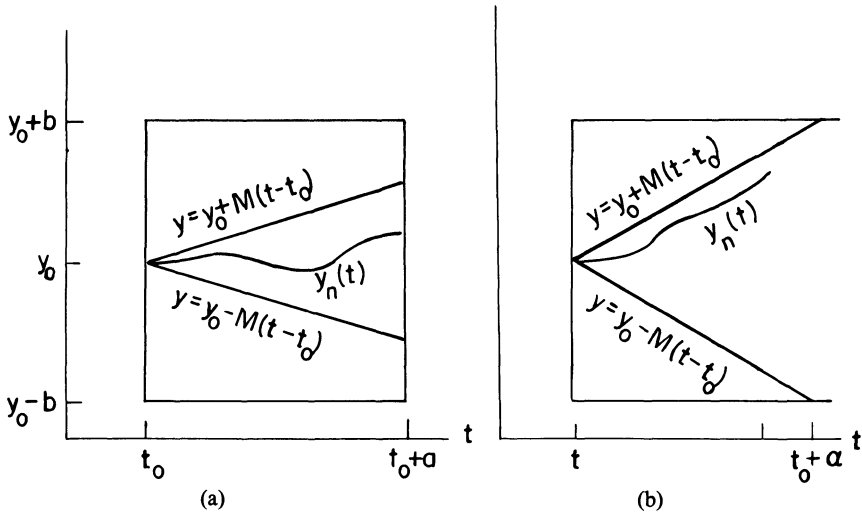 y₀+b
y=y₀+M(t-t₀)
y₀
yₙ(t)
y=y₀-M(t-t₀)
y₀-b
t
t₀
t₀+a
(a)
y=y₀+M(t-t₀)
yₙ(t)
y=y₀-M(t-t₀)
t
t₀+α
t
(b)